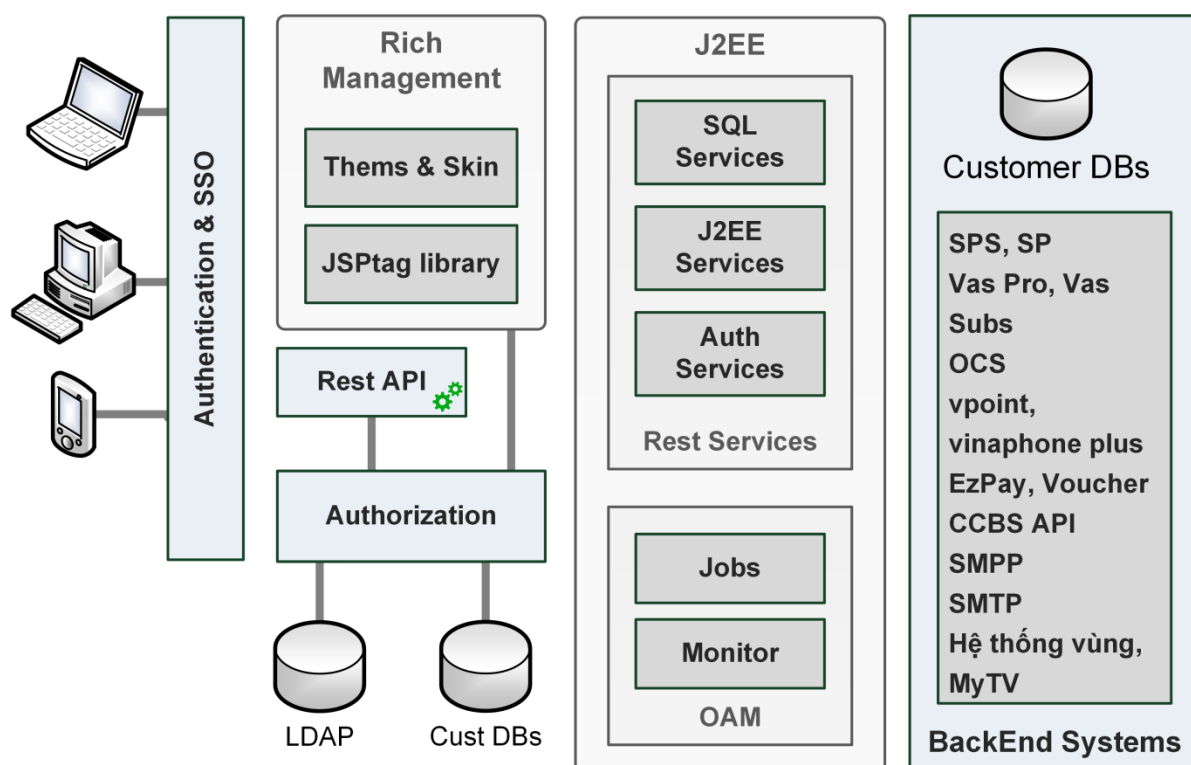 Authentication & SSO
Rich
Management
Thems & Skin
JSPtag library
Rest API
Authorization
LDAP
Cust DBs
J2EE
SQL
Services
J2EE
Services
Auth
Services
Rest Services
Jobs
Monitor
OAM
Customer DBs
SPS, SP
Vas Pro, Vas
Subs
OCS
vpoint,
vinaphone plus
EzPay, Voucher
CCBS API
SMPP
SMTP
Hệ thống vùng,
MyTV
BackEnd Systems